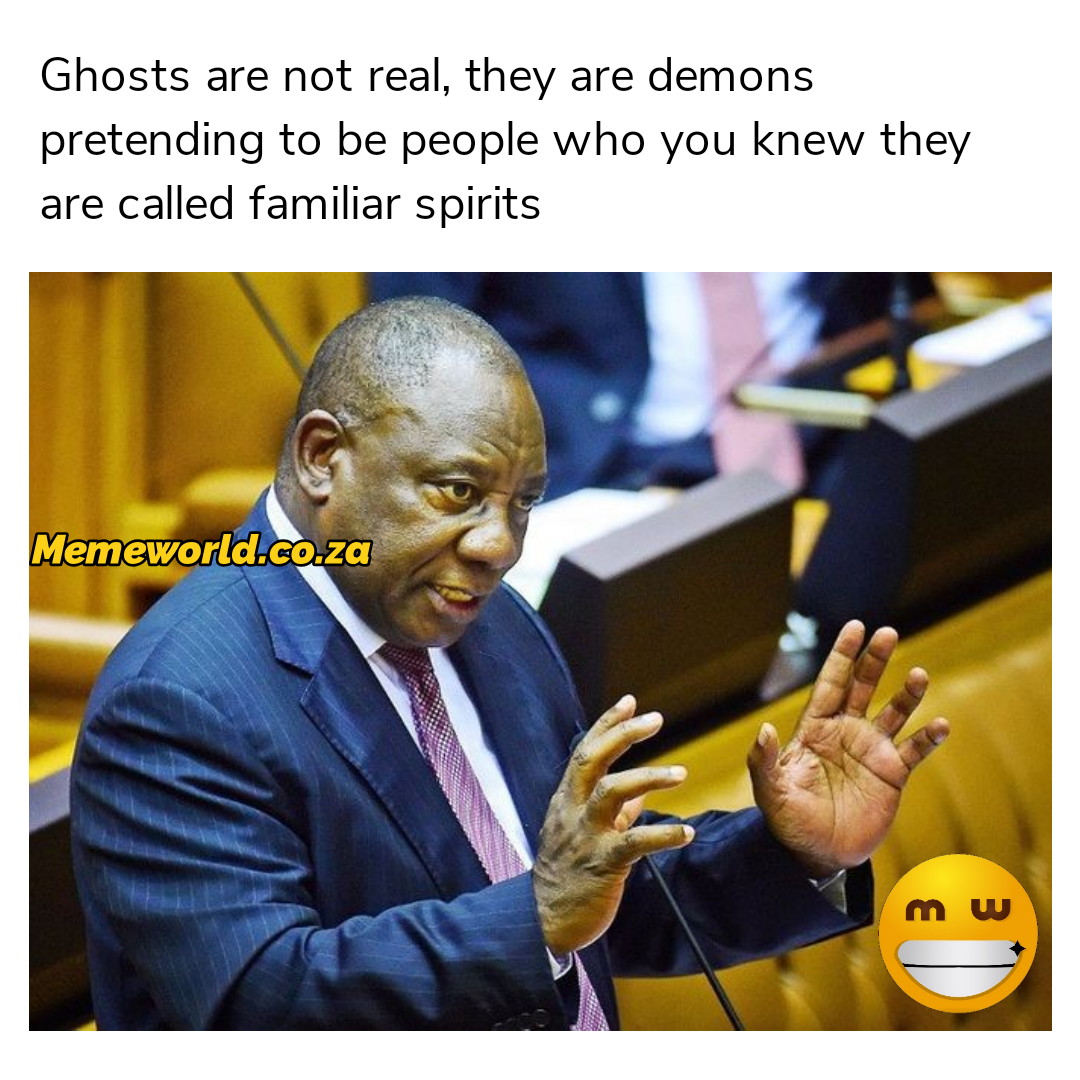 Ghosts are not real, they are demons
pretending to be people who you knew they
are called familiar spirits
Memeworld.co.za
m w